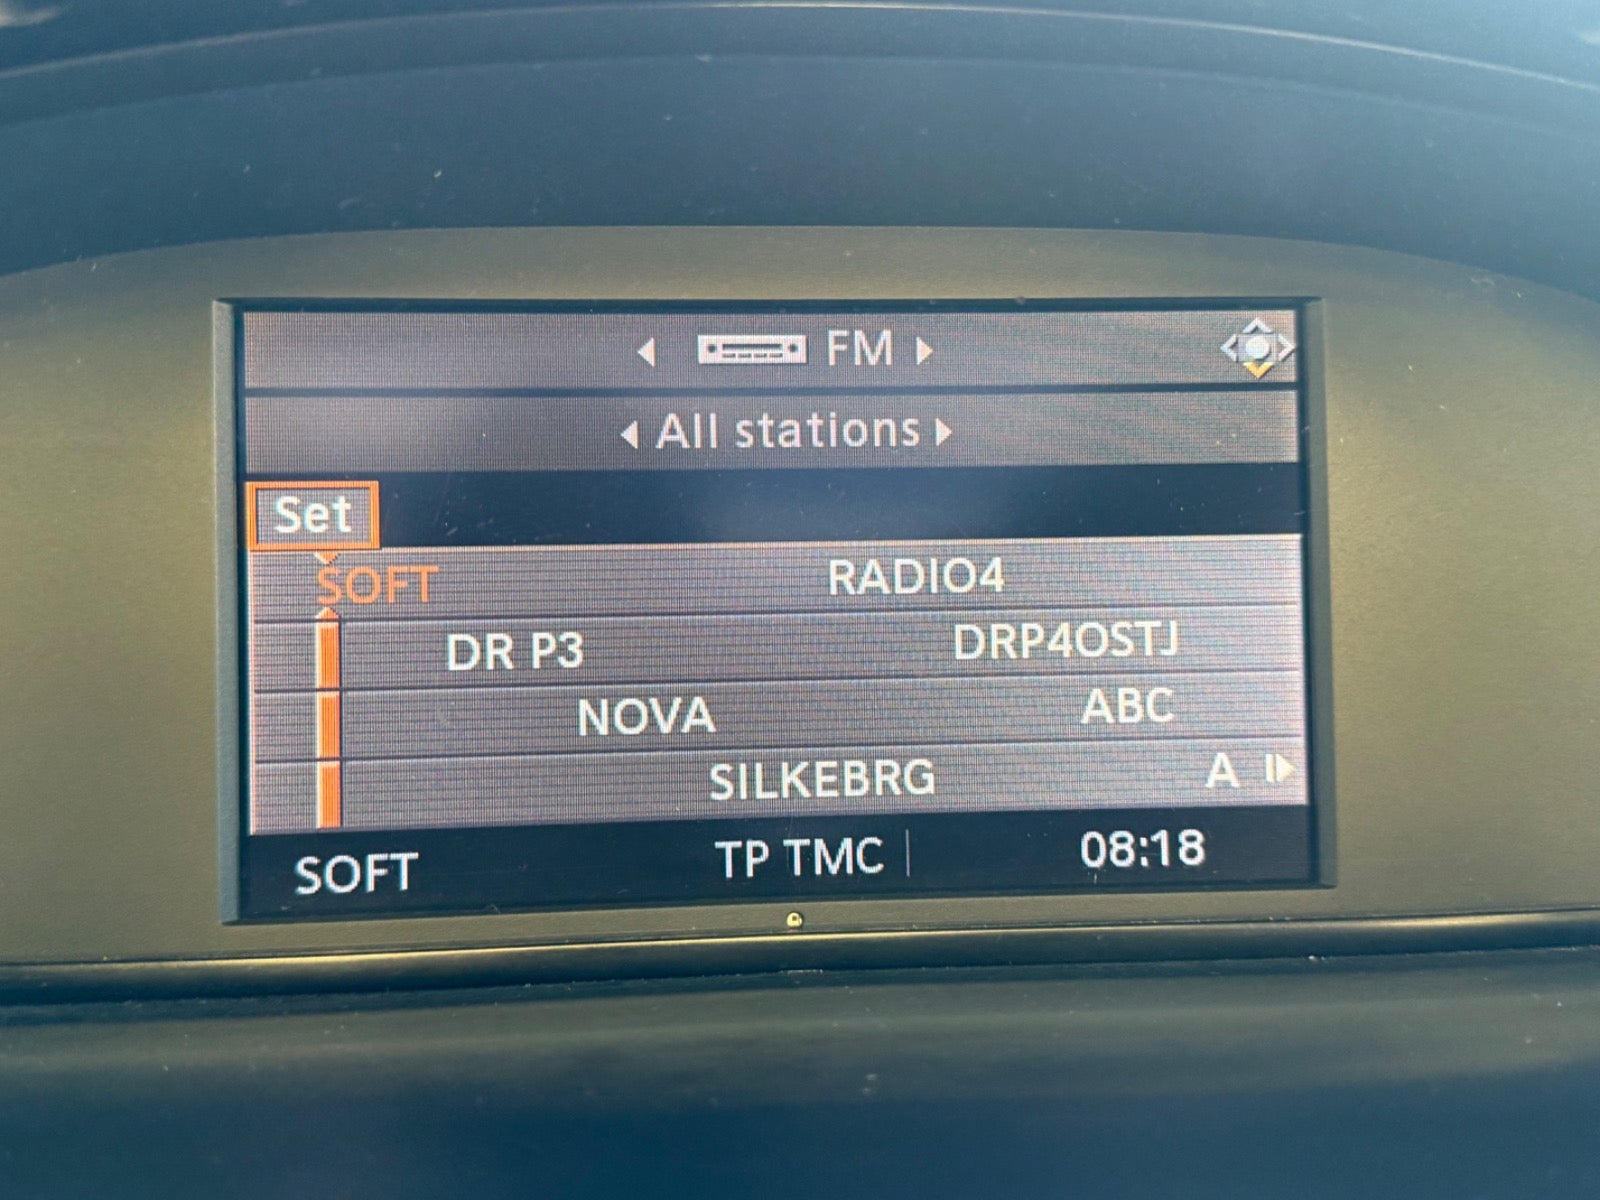 FM
All stations
Set
SOFT RADIO4
DR P3 DRP4OSTJ
NOVA ABC
SILKEBRG A
SOFT TP TMC 08:18